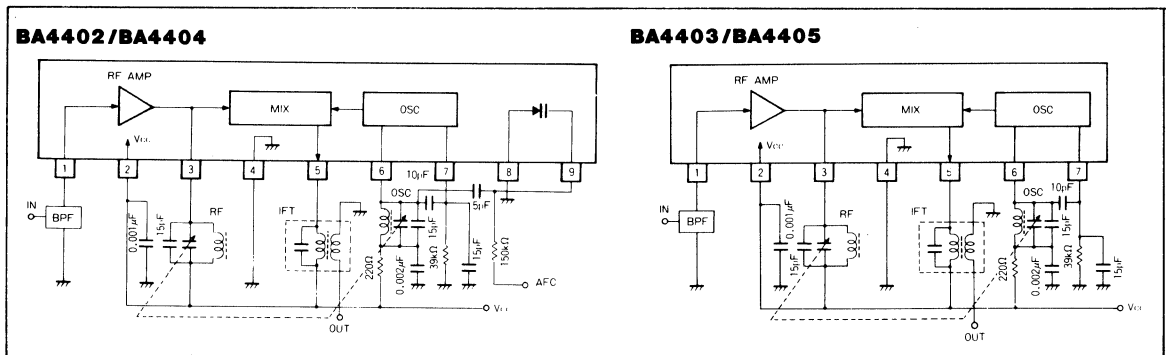 BA4402/BA4404
RF AMP
MIX
OSC
Vcc
1
2
3
4
5
6
7
8
9
10pF
OSC
5pF
IN
BPF
0.001μF
15pF
RF
IFT
220Ω
15pF
0.002μF
39kΩ
15pF
150kΩ
AFC
Vcc
OUT
BA4403/BA4405
RF AMP
MIX
OSC
Vcc
1
2
3
4
5
6
7
10pF
OSC
IN
BPF
0.001μF
15pF
RF
IFT
220Ω
15pF
0.002μF
39kΩ
15pF
Vcc
OUT